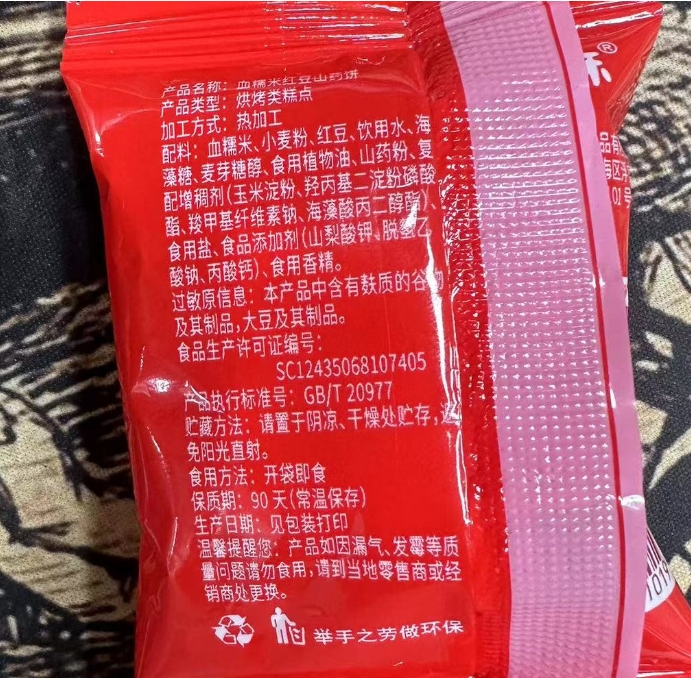 产品名称：血糯米红豆山药饼
产品类型：烘烤类糕点
加工方式：热加工
配料：血糯米、小麦粉、红豆、饮用水、海
藻糖、麦芽糖醇、食用植物油、山药粉、复
配增稠剂(玉米淀粉、羟丙基二淀粉磷酸
酯、羧甲基纤维素钠、海藻酸丙二醇酯)、
食用盐、食品添加剂(山梨酸钾、脱氢乙
酸钠、丙酸钙)、食用香精。
过敏原信息：本产品中含有麸质的谷物
及其制品,大豆及其制品。
食品生产许可证编号：
SC12435068107405
产品执行标准号：GB/T 20977
贮藏方法：请置于阴凉、干燥处贮存,避
免阳光直射。
食用方法：开袋即食
保质期：90天(常温保存)
生产日期：见包装打印
温馨提醒您：产品如因漏气、发霉等质
量问题请勿食用,请到当地零售商或经
销商处更换。
举手之劳做环保
®
品有
海区
01号